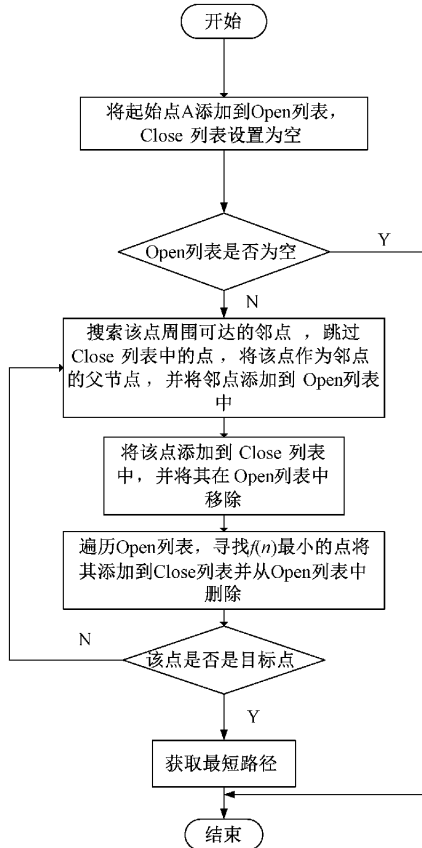 开始
将起始点A添加到Open列表，
Close 列表设置为空
Open列表是否为空
Y
N
搜索该点周围可达的邻点 ，跳过
Close 列表中的点 ，将该点作为邻点
的父节点 ，并将邻点添加到 Open列表
中
将该点添加到 Close 列表
中，并将其在 Open列表中
移除
遍历Open列表，寻找f(n)最小的点将
其添加到Close列表并从Open列表中
删除
N
该点是否是目标点
Y
获取最短路径
结束